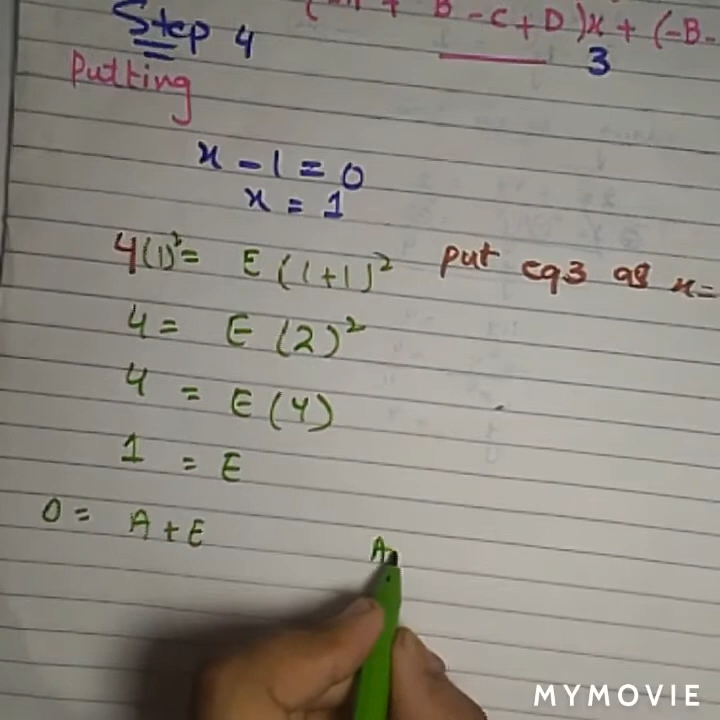 + B - C + D ) x + (-B -
3
Step 4
Putting
x - 1 = 0
x = 1
4(1)² = E (1+1)² put eq3 as x=
4 = E (2)²
4 = E (4)
1 = E
0 = A + E
A
MYMOVIE